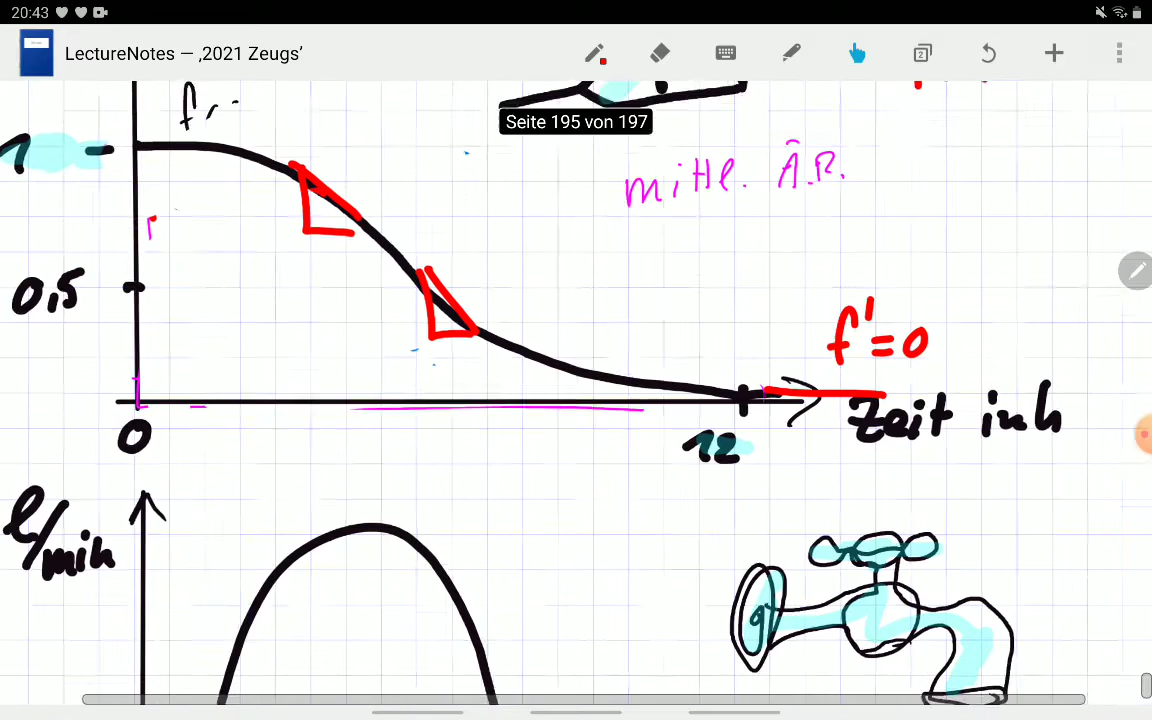 20:43
LectureNotes — ‚2021 Zeugs’
2
Seite 195 von 197
1
mittl. Ä.R.
0,5
f'=0
0
12
Zeit in h
l/min